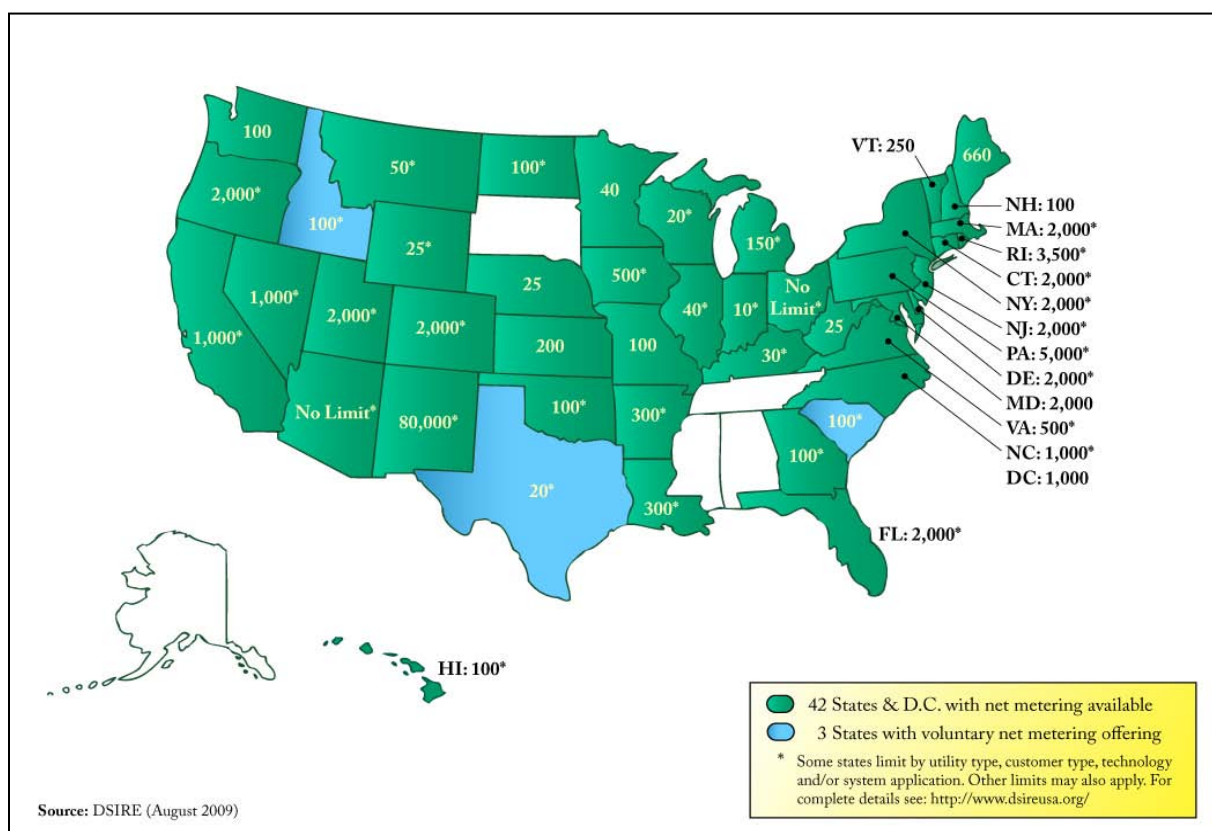 100
50*
100*
40
VT: 250
660
2,000*
100*
25*
20*
150*
NH: 100
MA: 2,000*
RI: 3,500*
CT: 2,000*
NY: 2,000*
NJ: 2,000*
PA: 5,000*
DE: 2,000*
MD: 2,000
VA: 500*
NC: 1,000*
DC: 1,000
1,000*
1,000*
2,000*
2,000*
25
500*
40*
10*
No
Limit*
25
200
100
30*
No Limit*
80,000*
100*
300*
100*
100*
20*
300*
FL: 2,000*
HI: 100*
42 States & D.C. with net metering available
3 States with voluntary net metering offering
* Some states limit by utility type, customer type, technology
and/or system application. Other limits may also apply. For
complete details see: http://www.dsireusa.org/
Source: DSIRE (August 2009)